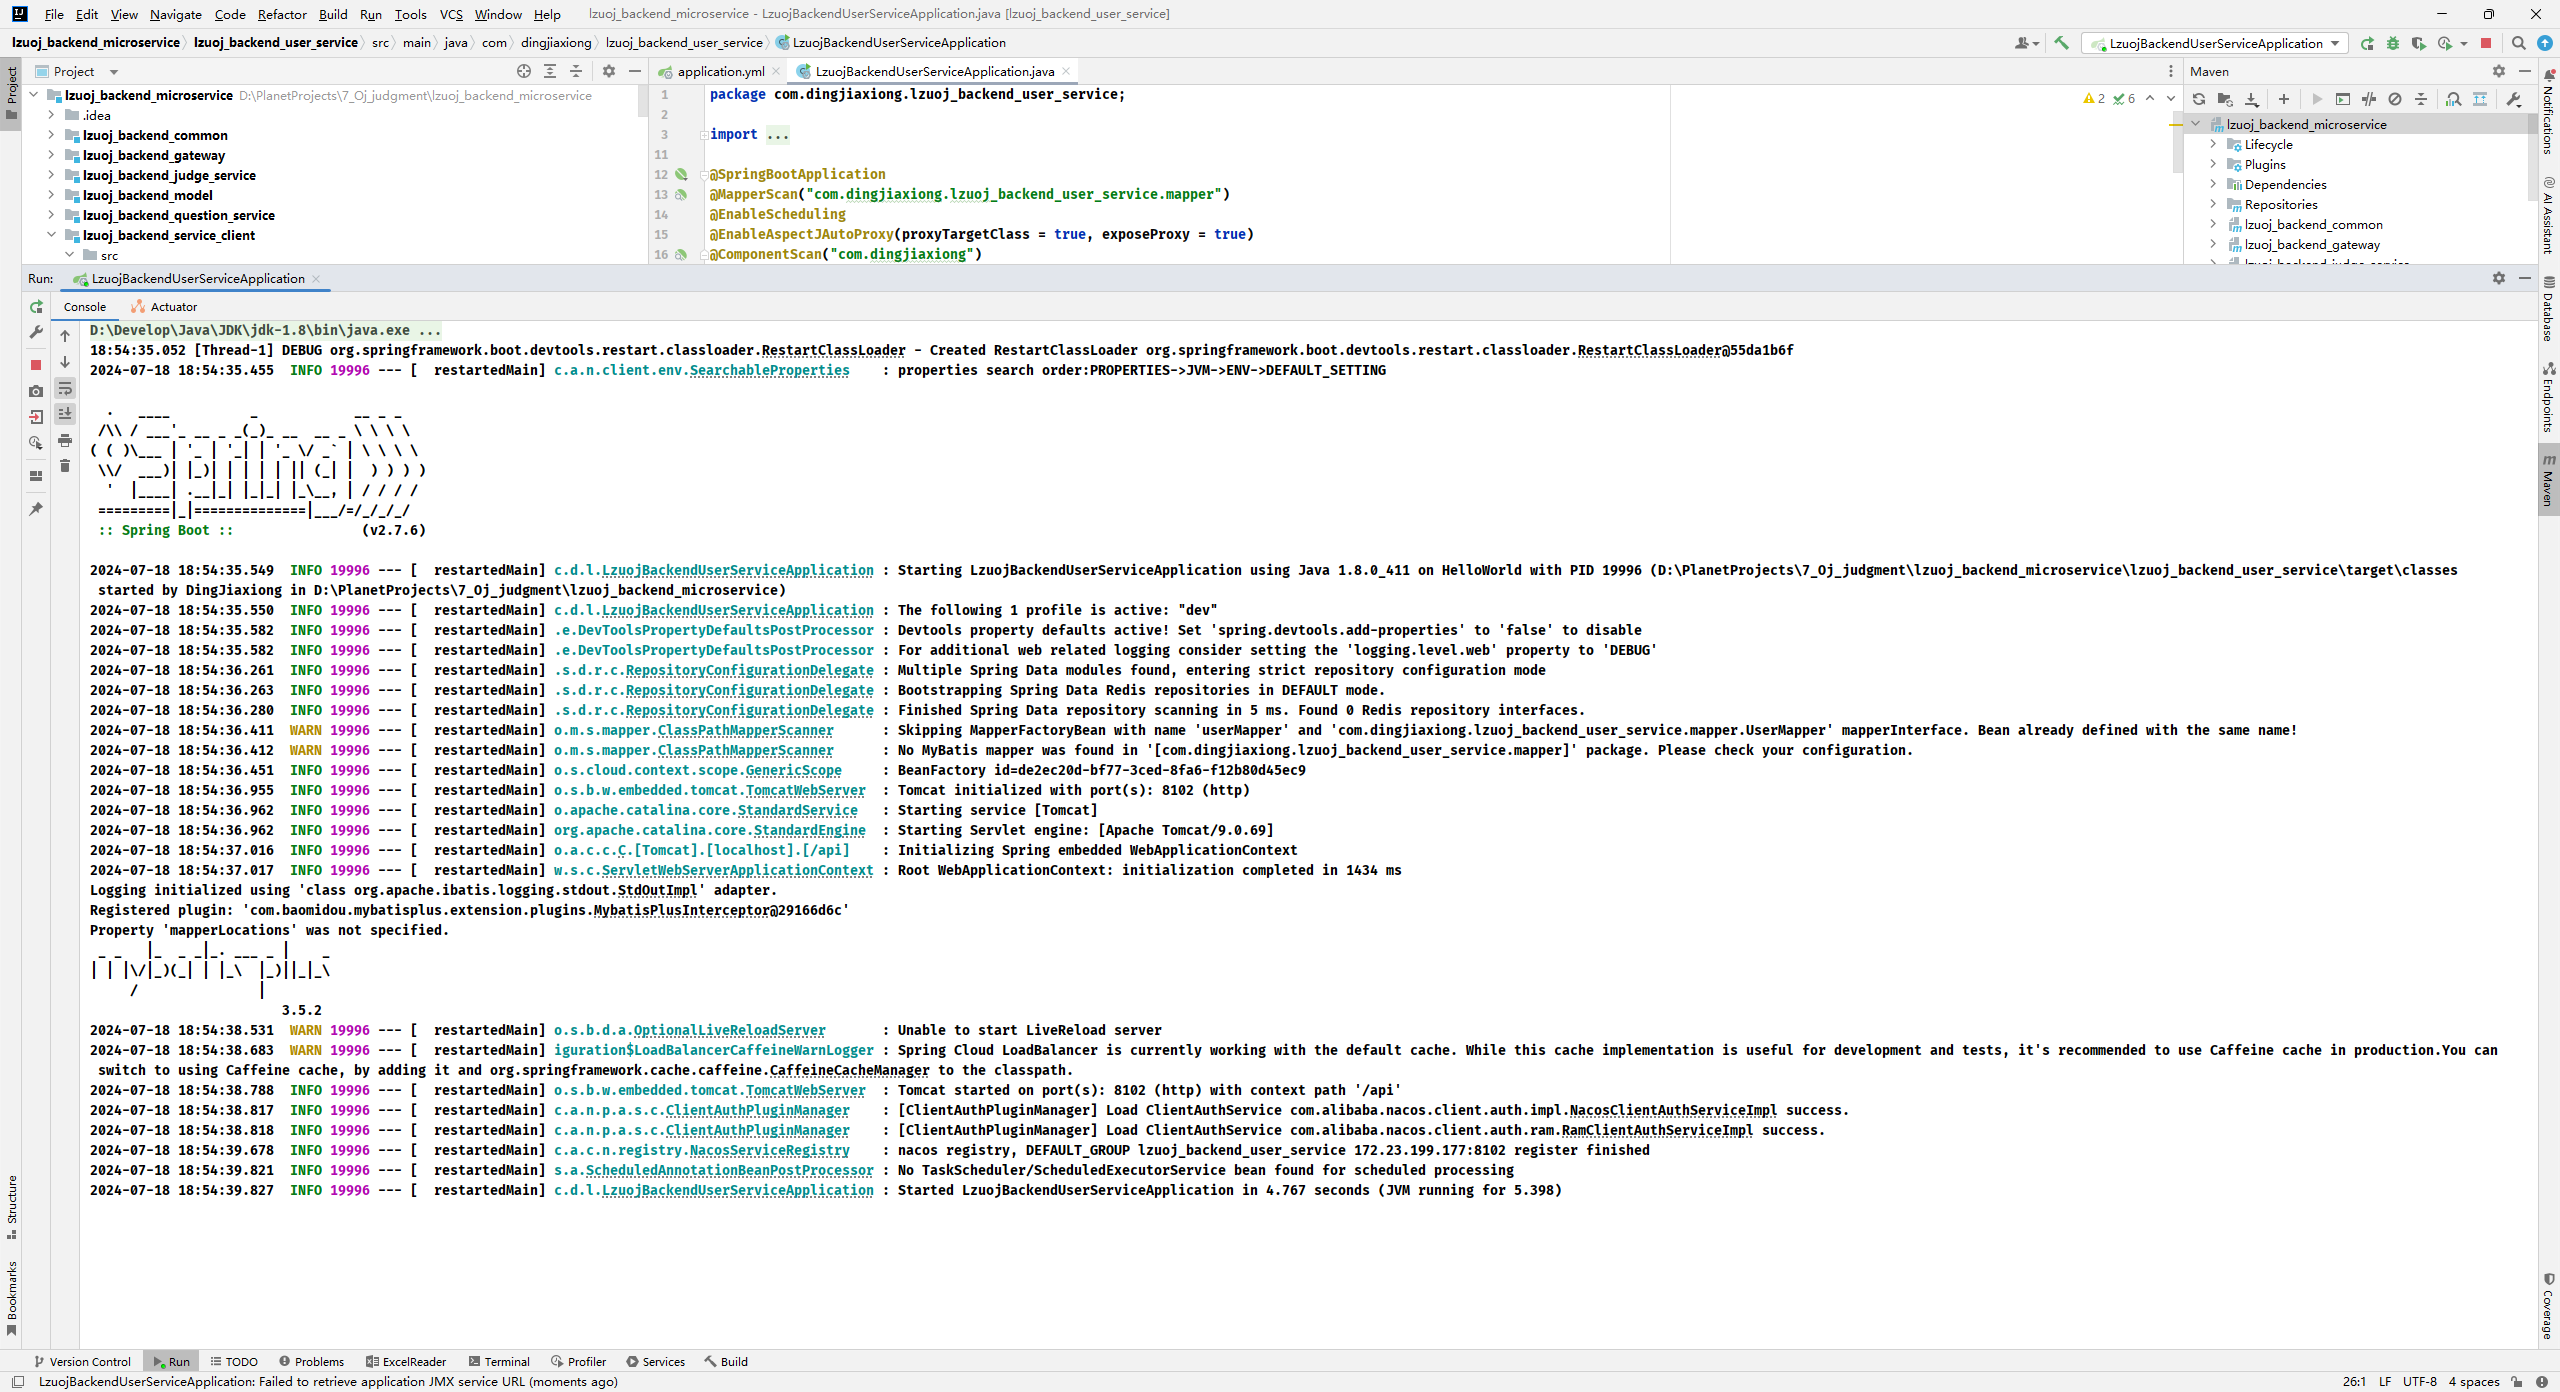 File Edit View Navigate Code Refactor Build Run Tools VCS Window Help lzuoj_backend_microservice - LzuojBackendUserServiceApplication.java [lzuoj_backend_user_service]
lzuoj_backend_microservice lzuoj_backend_user_service src main java com dingjiaxiong lzuoj_backend_user_service LzuojBackendUserServiceApplication LzuojBackendUserServiceApplication
Project
Project
application.yml
LzuojBackendUserServiceApplication.java
Maven
lzuoj_backend_microservice D:\PlanetProjects\7_Oj_judgment\lzuoj_backend_microservice
.idea
lzuoj_backend_common
lzuoj_backend_gateway
lzuoj_backend_judge_service
lzuoj_backend_model
lzuoj_backend_question_service
lzuoj_backend_service_client
src
1 package com.dingjiaxiong.lzuoj_backend_user_service;
2
3 import ...
11
12 @SpringBootApplication
13 @MapperScan("com.dingjiaxiong.lzuoj_backend_user_service.mapper")
14 @EnableScheduling
15 @EnableAspectJAutoProxy(proxyTargetClass = true, exposeProxy = true)
16 @ComponentScan("com.dingjiaxiong")
2 6
lzuoj_backend_microservice
Lifecycle
Plugins
Dependencies
Repositories
lzuoj_backend_common
lzuoj_backend_gateway
lzuoj_backend_judge_service
Notifications
AI Assistant
Database
Endpoints
Maven
Coverage
Run: LzuojBackendUserServiceApplication
Console Actuator
D:\Develop\Java\JDK\jdk-1.8\bin\java.exe ...
18:54:35.052 [Thread-1] DEBUG org.springframework.boot.devtools.restart.classloader.RestartClassLoader - Created RestartClassLoader org.springframework.boot.devtools.restart.classloader.RestartClassLoader@55da1b6f
2024-07-18 18:54:35.455  INFO 19996 --- [  restartedMain] c.a.n.client.env.SearchableProperties    : properties search order:PROPERTIES->JVM->ENV->DEFAULT_SETTING
  .   ____          _            __ _ _
 /\\ / ___'_ __ _ _(_)_ __  __ _ \ \ \ \
( ( )\___ | '_ | '_| | '_ \/ _` | \ \ \ \
 \\/  ___)| |_)| | | | | || (_| |  ) ) ) )
  '  |____| .__|_| |_|_| |_\__, | / / / /
 =========|_|==============|___/=/_/_/_/
 :: Spring Boot ::                (v2.7.6)
2024-07-18 18:54:35.549  INFO 19996 --- [  restartedMain] c.d.l.LzuojBackendUserServiceApplication : Starting LzuojBackendUserServiceApplication using Java 1.8.0_411 on HelloWorld with PID 19996 (D:\PlanetProjects\7_Oj_judgment\lzuoj_backend_microservice\lzuoj_backend_user_service\target\classes
 started by DingJiaxiong in D:\PlanetProjects\7_Oj_judgment\lzuoj_backend_microservice)
2024-07-18 18:54:35.550  INFO 19996 --- [  restartedMain] c.d.l.LzuojBackendUserServiceApplication : The following 1 profile is active: "dev"
2024-07-18 18:54:35.582  INFO 19996 --- [  restartedMain] .e.DevToolsPropertyDefaultsPostProcessor : Devtools property defaults active! Set 'spring.devtools.add-properties' to 'false' to disable
2024-07-18 18:54:35.582  INFO 19996 --- [  restartedMain] .e.DevToolsPropertyDefaultsPostProcessor : For additional web related logging consider setting the 'logging.level.web' property to 'DEBUG'
2024-07-18 18:54:36.261  INFO 19996 --- [  restartedMain] .s.d.r.c.RepositoryConfigurationDelegate : Multiple Spring Data modules found, entering strict repository configuration mode
2024-07-18 18:54:36.263  INFO 19996 --- [  restartedMain] .s.d.r.c.RepositoryConfigurationDelegate : Bootstrapping Spring Data Redis repositories in DEFAULT mode.
2024-07-18 18:54:36.280  INFO 19996 --- [  restartedMain] .s.d.r.c.RepositoryConfigurationDelegate : Finished Spring Data repository scanning in 5 ms. Found 0 Redis repository interfaces.
2024-07-18 18:54:36.411  WARN 19996 --- [  restartedMain] o.m.s.mapper.ClassPathMapperScanner      : Skipping MapperFactoryBean with name 'userMapper' and 'com.dingjiaxiong.lzuoj_backend_user_service.mapper.UserMapper' mapperInterface. Bean already defined with the same name!
2024-07-18 18:54:36.412  WARN 19996 --- [  restartedMain] o.m.s.mapper.ClassPathMapperScanner      : No MyBatis mapper was found in '[com.dingjiaxiong.lzuoj_backend_user_service.mapper]' package. Please check your configuration.
2024-07-18 18:54:36.451  INFO 19996 --- [  restartedMain] o.s.cloud.context.scope.GenericScope     : BeanFactory id=de2ec20d-bf77-3ced-8fa6-f12b80d45ec9
2024-07-18 18:54:36.955  INFO 19996 --- [  restartedMain] o.s.b.w.embedded.tomcat.TomcatWebServer  : Tomcat initialized with port(s): 8102 (http)
2024-07-18 18:54:36.962  INFO 19996 --- [  restartedMain] o.apache.catalina.core.StandardService   : Starting service [Tomcat]
2024-07-18 18:54:36.962  INFO 19996 --- [  restartedMain] org.apache.catalina.core.StandardEngine  : Starting Servlet engine: [Apache Tomcat/9.0.69]
2024-07-18 18:54:37.016  INFO 19996 --- [  restartedMain] o.a.c.c.C.[Tomcat].[localhost].[/api]    : Initializing Spring embedded WebApplicationContext
2024-07-18 18:54:37.017  INFO 19996 --- [  restartedMain] w.s.c.ServletWebServerApplicationContext : Root WebApplicationContext: initialization completed in 1434 ms
Logging initialized using 'class org.apache.ibatis.logging.stdout.StdOutImpl' adapter.
Registered plugin: 'com.baomidou.mybatisplus.extension.plugins.MybatisPlusInterceptor@29166d6c'
Property 'mapperLocations' was not specified.
 _ _   |_  _ _|_. ___ _ |    _
| | |\/|_)(_| | |_\  |_)||_|_\
     /               |
                        3.5.2
2024-07-18 18:54:38.531  WARN 19996 --- [  restartedMain] o.s.b.d.a.OptionalLiveReloadServer       : Unable to start LiveReload server
2024-07-18 18:54:38.683  WARN 19996 --- [  restartedMain] iguration$LoadBalancerCaffeineWarnLogger : Spring Cloud LoadBalancer is currently working with the default cache. While this cache implementation is useful for development and tests, it's recommended to use Caffeine cache in production.You can
 switch to using Caffeine cache, by adding it and org.springframework.cache.caffeine.CaffeineCacheManager to the classpath.
2024-07-18 18:54:38.788  INFO 19996 --- [  restartedMain] o.s.b.w.embedded.tomcat.TomcatWebServer  : Tomcat started on port(s): 8102 (http) with context path '/api'
2024-07-18 18:54:38.817  INFO 19996 --- [  restartedMain] c.a.n.p.a.s.c.ClientAuthPluginManager    : [ClientAuthPluginManager] Load ClientAuthService com.alibaba.nacos.client.auth.impl.NacosClientAuthServiceImpl success.
2024-07-18 18:54:38.818  INFO 19996 --- [  restartedMain] c.a.n.p.a.s.c.ClientAuthPluginManager    : [ClientAuthPluginManager] Load ClientAuthService com.alibaba.nacos.client.auth.ram.RamClientAuthServiceImpl success.
2024-07-18 18:54:39.678  INFO 19996 --- [  restartedMain] c.a.c.n.registry.NacosServiceRegistry    : nacos registry, DEFAULT_GROUP lzuoj_backend_user_service 172.23.199.177:8102 register finished
2024-07-18 18:54:39.821  INFO 19996 --- [  restartedMain] s.a.ScheduledAnnotationBeanPostProcessor : No TaskScheduler/ScheduledExecutorService bean found for scheduled processing
2024-07-18 18:54:39.827  INFO 19996 --- [  restartedMain] c.d.l.LzuojBackendUserServiceApplication : Started LzuojBackendUserServiceApplication in 4.767 seconds (JVM running for 5.398)
Structure
Bookmarks
Version Control Run TODO Problems ExcelReader Terminal Profiler Services Build
LzuojBackendUserServiceApplication: Failed to retrieve application JMX service URL (moments ago) 26:1 LF UTF-8 4 spaces